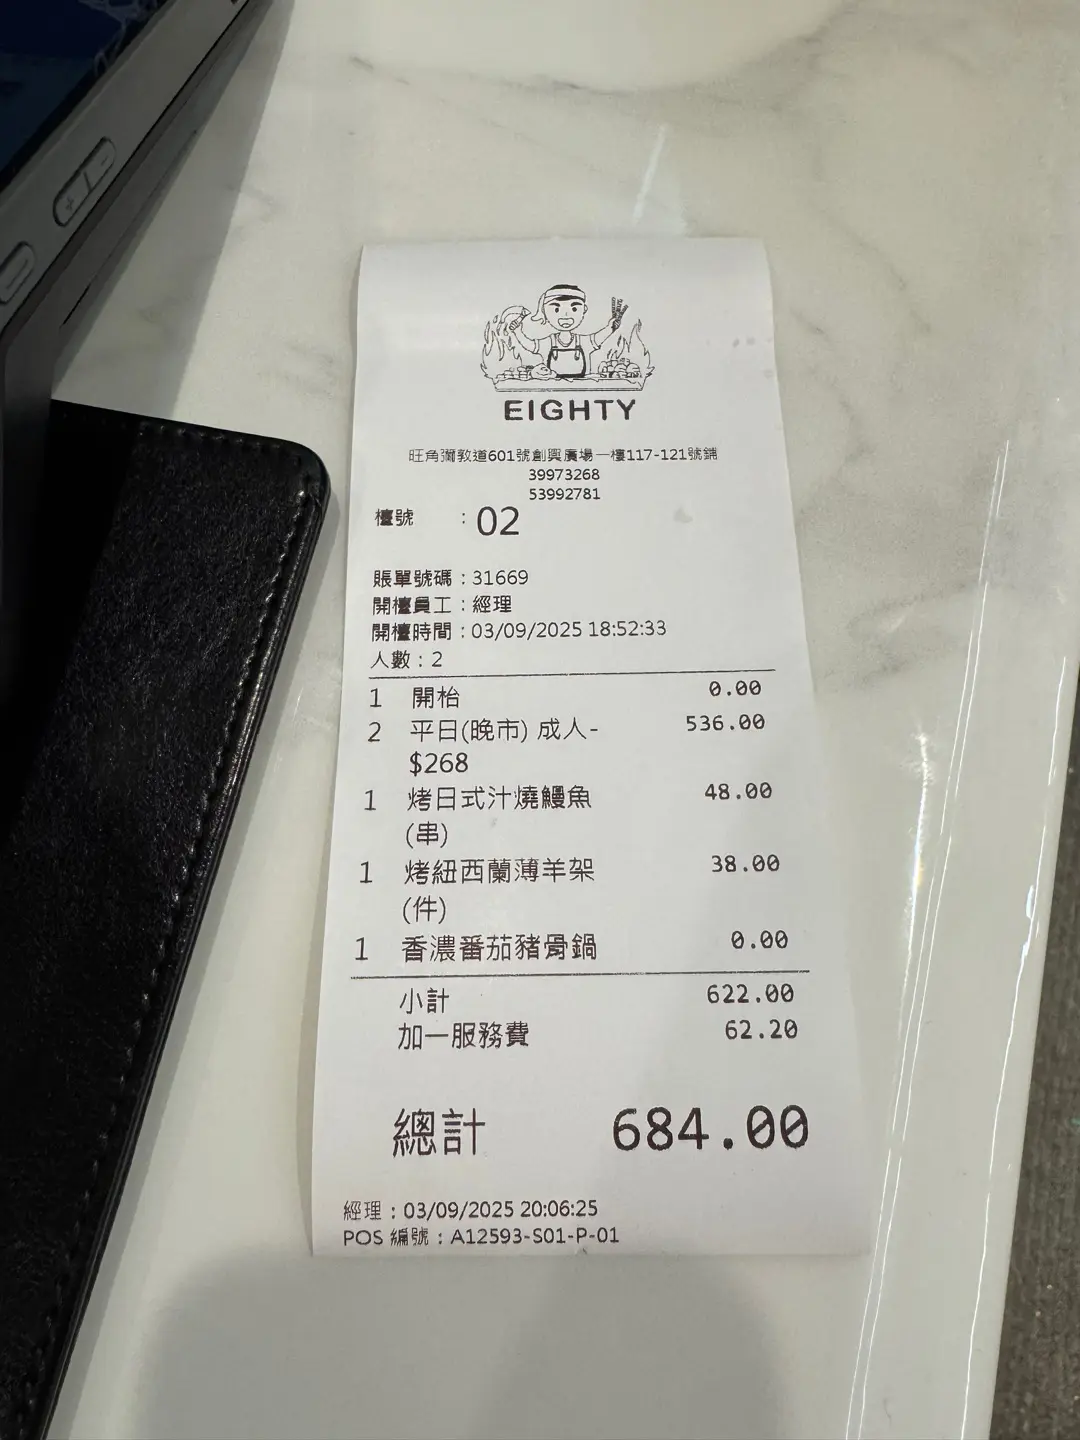 EIGHTY
旺角彌敦道601號創興廣場一樓117-121號鋪
39973268
53992781
檯號 : 02
賬單號碼 : 31669
開檯員工 : 經理
開檯時間 : 03/09/2025 18:52:33
人數 : 2
1 開枱 0.00
2 平日(晚市) 成人- 536.00
$268
1 烤日式汁燒鰻魚 48.00
(串)
1 烤紐西蘭薄羊架 38.00
(件)
1 香濃番茄豬骨鍋 0.00
小計 622.00
加一服務費 62.20
總計 684.00
經理 : 03/09/2025 20:06:25
POS 編號 : A12593-S01-P-01